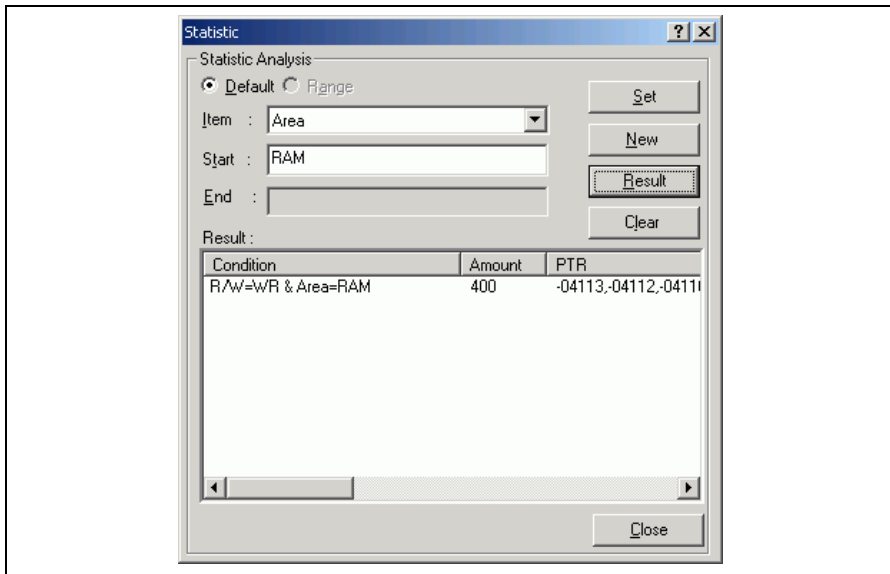 Statistic
Statistic Analysis
Default Range
Set
Item : Area
New
Start : RAM
Result
End :
Clear
Result :
Condition Amount PTR
R/W=WR & Area=RAM 400 -04113,-04112,-04110
Close